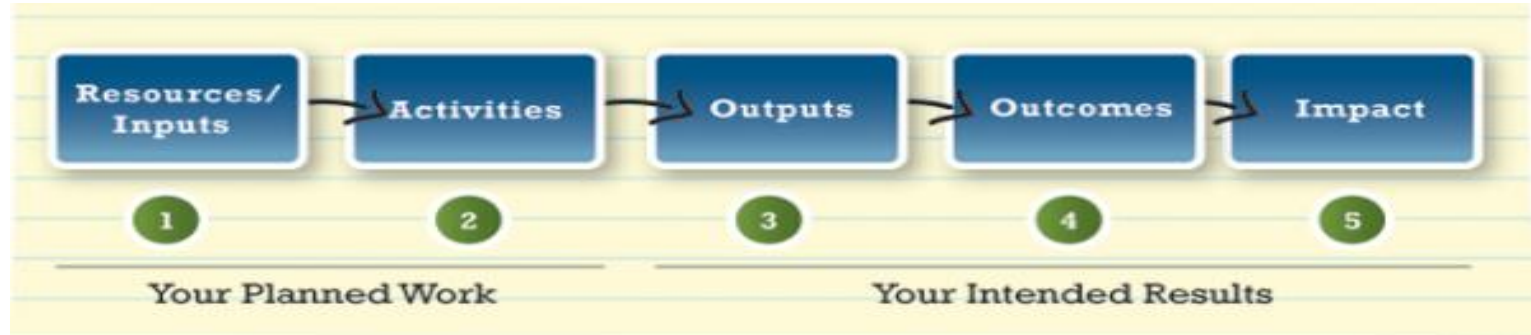 Resources/
Inputs
Activities
Outputs
Outcomes
Impact
1
2
3
4
5
Your Planned Work
Your Intended Results